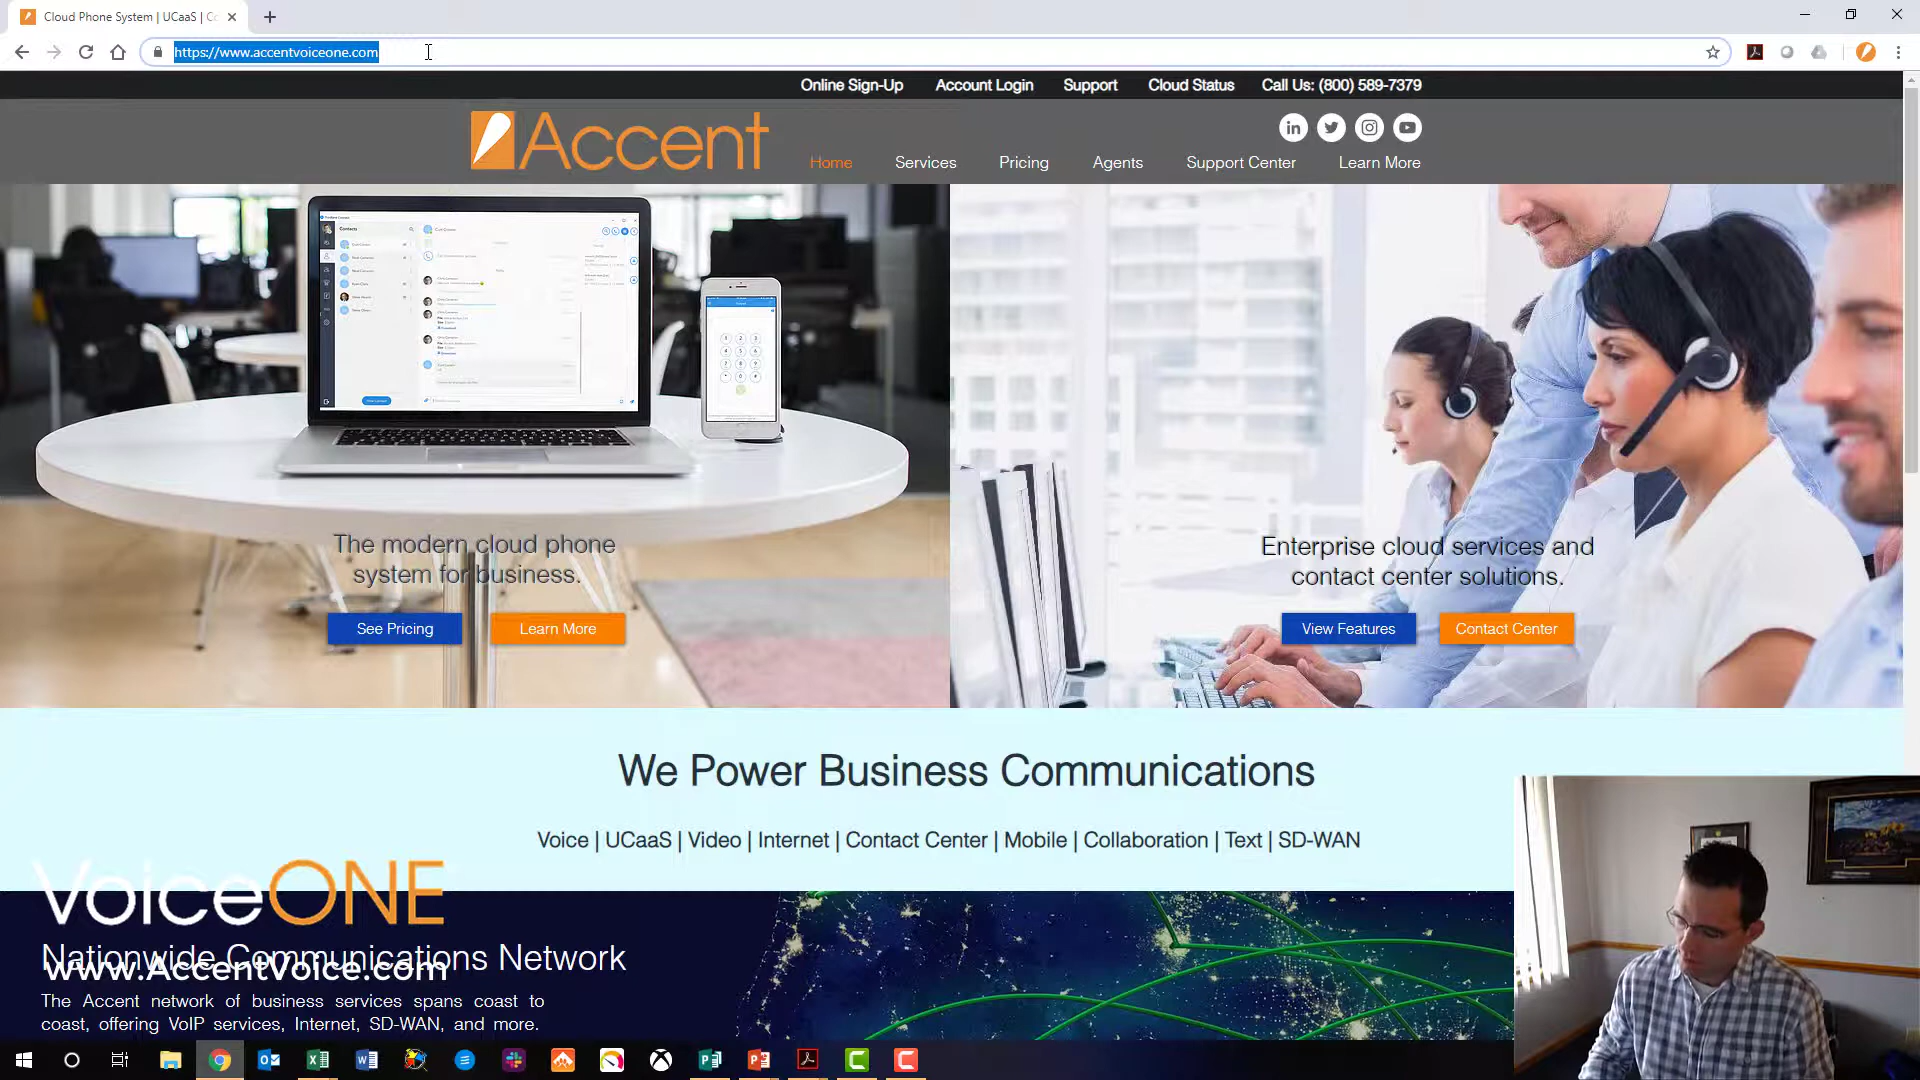 Cloud Phone System | UCaaS | Co
https://www.accentvoiceone.com
Online Sign-Up Account Login Support Cloud Status Call Us: (800) 589-7379
Accent
Home Services Pricing Agents Support Center Learn More
Contacts
The modern cloud phone
system for business.
See Pricing Learn More
Enterprise cloud services and
contact center solutions.
View Features Contact Center
We Power Business Communications
Voice | UCaaS | Video | Internet | Contact Center | Mobile | Collaboration | Text | SD-WAN
VoiceONE
Nationwide Communications Network
www.AccentVoice.com
The Accent network of business services spans coast to
coast, offering VoIP services, Internet, SD-WAN, and more.